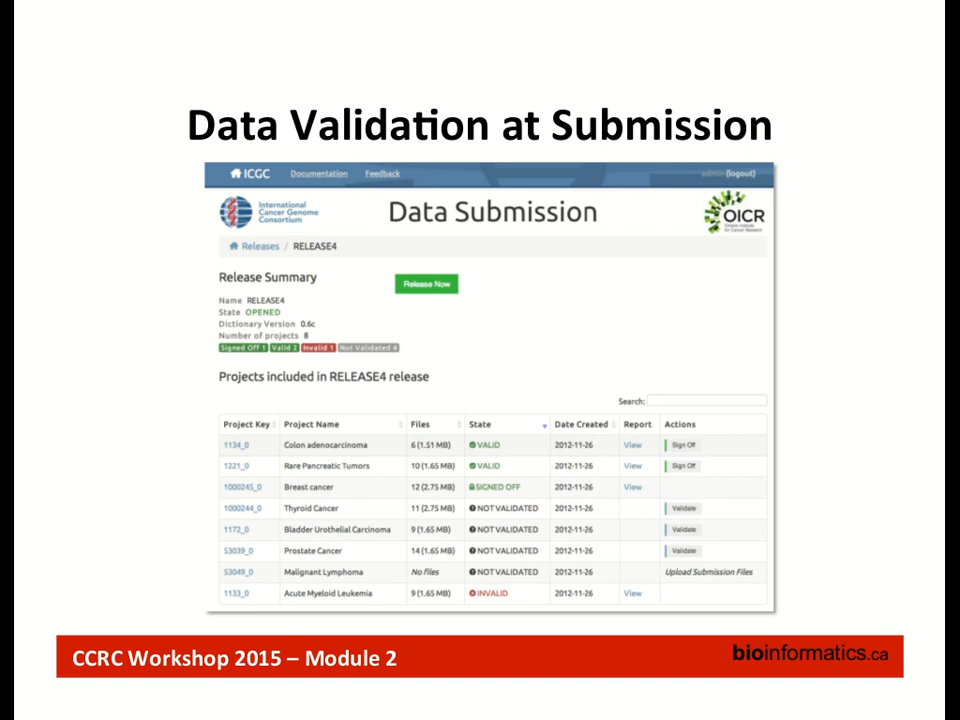 Data Validation at Submission
ICGC Documentation Feedback admin (logout)
International
Cancer Genome
Consortium
Data Submission
OICR
Ontario Institute
for Cancer Research
Releases / RELEASE4
Release Summary
Release Now
Name RELEASE4
State OPENED
Dictionary Version 0.6c
Number of projects 8
Signed Off 1 Valid 2 Invalid 1 Not Validated 4
Projects included in RELEASE4 release
Search:
Project Key Project Name Files State Date Created Report Actions
1134_0 Colon adenocarcinoma 6 (1.51 MB) VALID 2012-11-26 View Sign Off
1221_0 Rare Pancreatic Tumors 10 (1.65 MB) VALID 2012-11-26 View Sign Off
1000245_0 Breast cancer 12 (2.75 MB) SIGNED OFF 2012-11-26 View
1000244_0 Thyroid Cancer 11 (2.75 MB) NOT VALIDATED 2012-11-26 Validate
1172_0 Bladder Urothelial Carcinoma 9 (1.65 MB) NOT VALIDATED 2012-11-26 Validate
53039_0 Prostate Cancer 14 (1.65 MB) NOT VALIDATED 2012-11-26 Validate
53049_0 Malignant Lymphoma No files NOT VALIDATED 2012-11-26 Upload Submission Files
1133_0 Acute Myeloid Leukemia 9 (1.65 MB) INVALID 2012-11-26 View
CCRC Workshop 2015 – Module 2
bioinformatics.ca